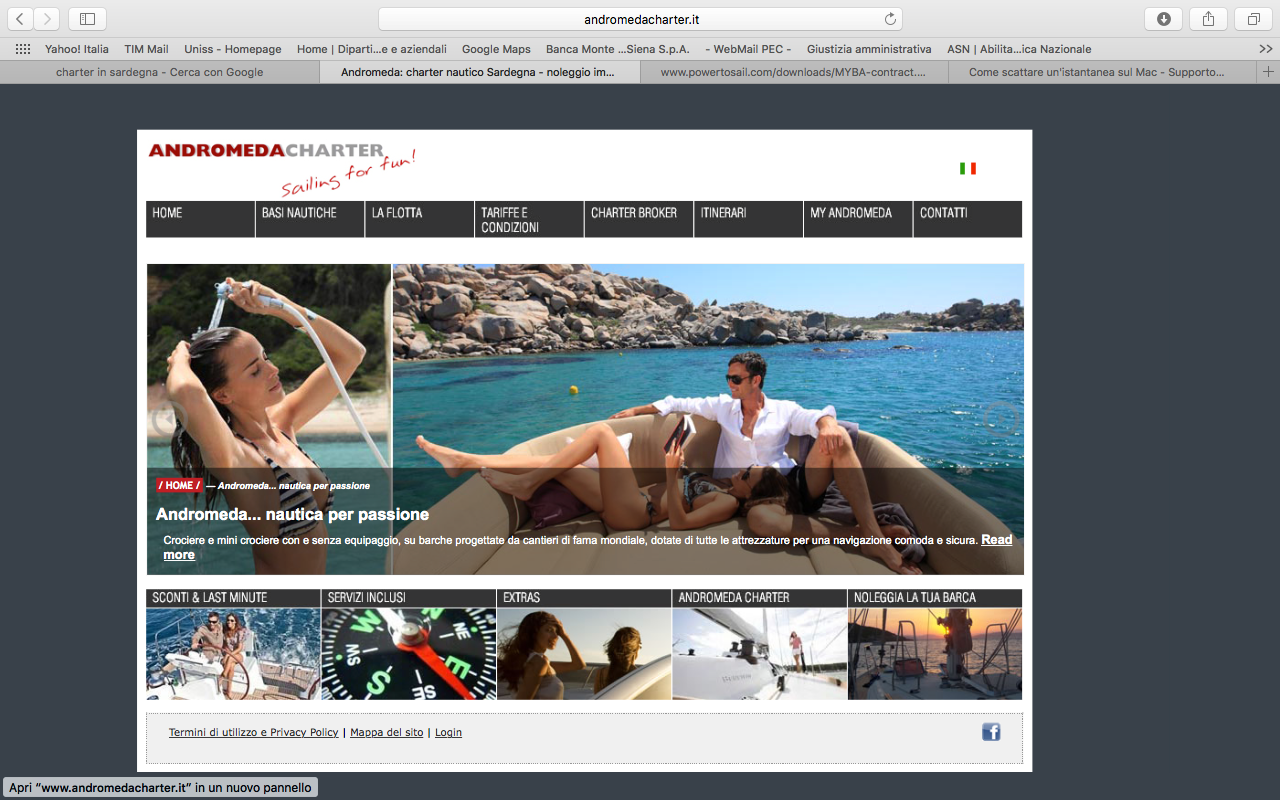 andromedacharter.it
Yahoo! Italia TIM Mail Uniss - Homepage Home | Diparti...e e aziendali Google Maps Banca Monte ...Siena S.p.A. - WebMail PEC - Giustizia amministrativa ASN | Abilita...ica Nazionale >>
charter in sardegna - Cerca con Google Andromeda: charter nautico Sardegna - noleggio im... www.powertosail.com/downloads/MYBA-contract.... Come scattare un'istantanea sul Mac - Supporto... +
ANDROMEDACHARTER
sailing for fun!
HOME BASI NAUTICHE LA FLOTTA TARIFFE E CHARTER BROKER ITINERARI MY ANDROMEDA CONTATTI
CONDIZIONI
/ HOME / — Andromeda... nautica per passione
Andromeda... nautica per passione
Crociere e mini crociere con e senza equipaggio, su barche progettate da cantieri di fama mondiale, dotate di tutte le attrezzature per una navigazione comoda e sicura. Read
more
SCONTI & LAST MINUTE SERVIZI INCLUSI EXTRAS ANDROMEDA CHARTER NOLEGGIA LA TUA BARCA
W NE E SE S
Termini di utilizzo e Privacy Policy | Mappa del sito | Login
f
Apri “www.andromedacharter.it” in un nuovo pannello